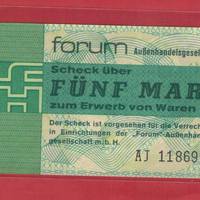 forum Außenhandelsgesell
Scheck über
FÜNF MAR
zum Erwerb von Waren
Der Scheck ist vorgesehen für die Verrech
in Einrichtungen der „Forum"-Außenhan
gesellschaft m. b. H.
AJ 11869